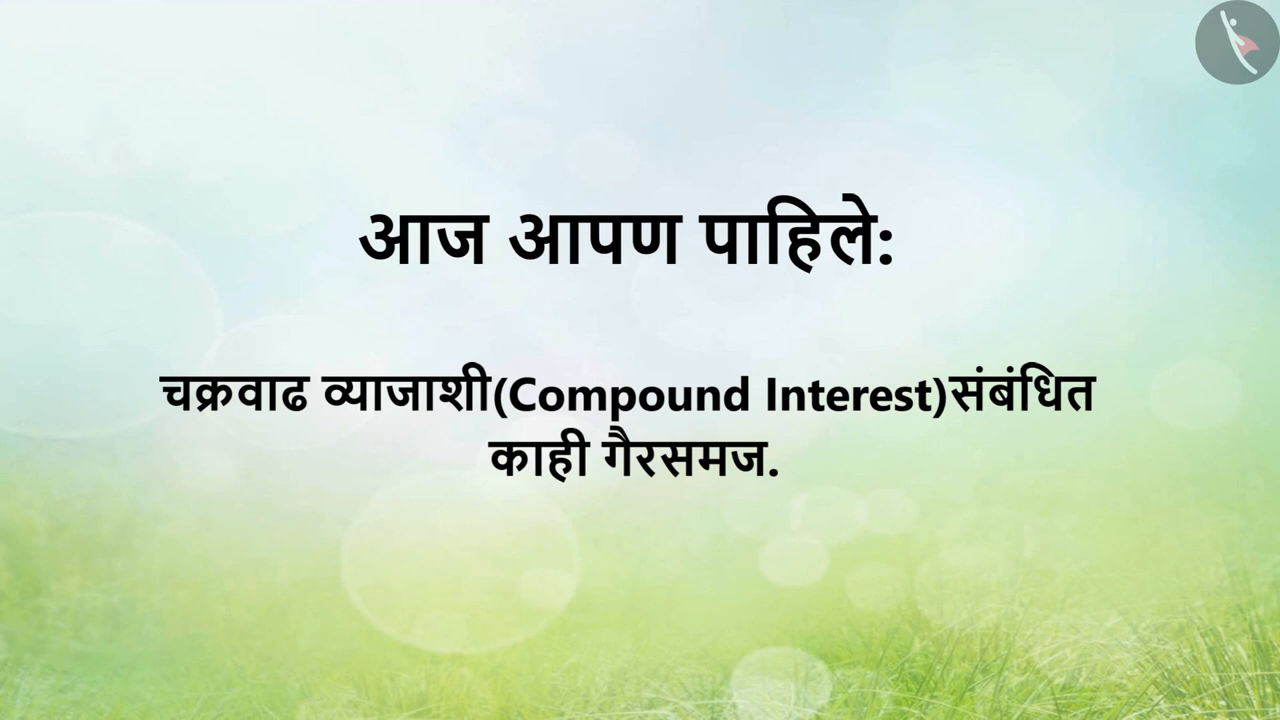 आज आपण पाहिले:
चक्रवाढ व्याजाशी(Compound Interest)संबंधित
काही गैरसमज.